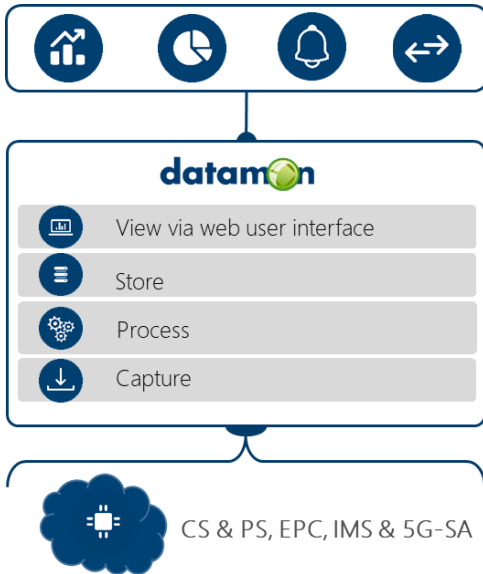 datamon
View via web user interface
Store
Process
Capture
CS & PS, EPC, IMS & 5G-SA